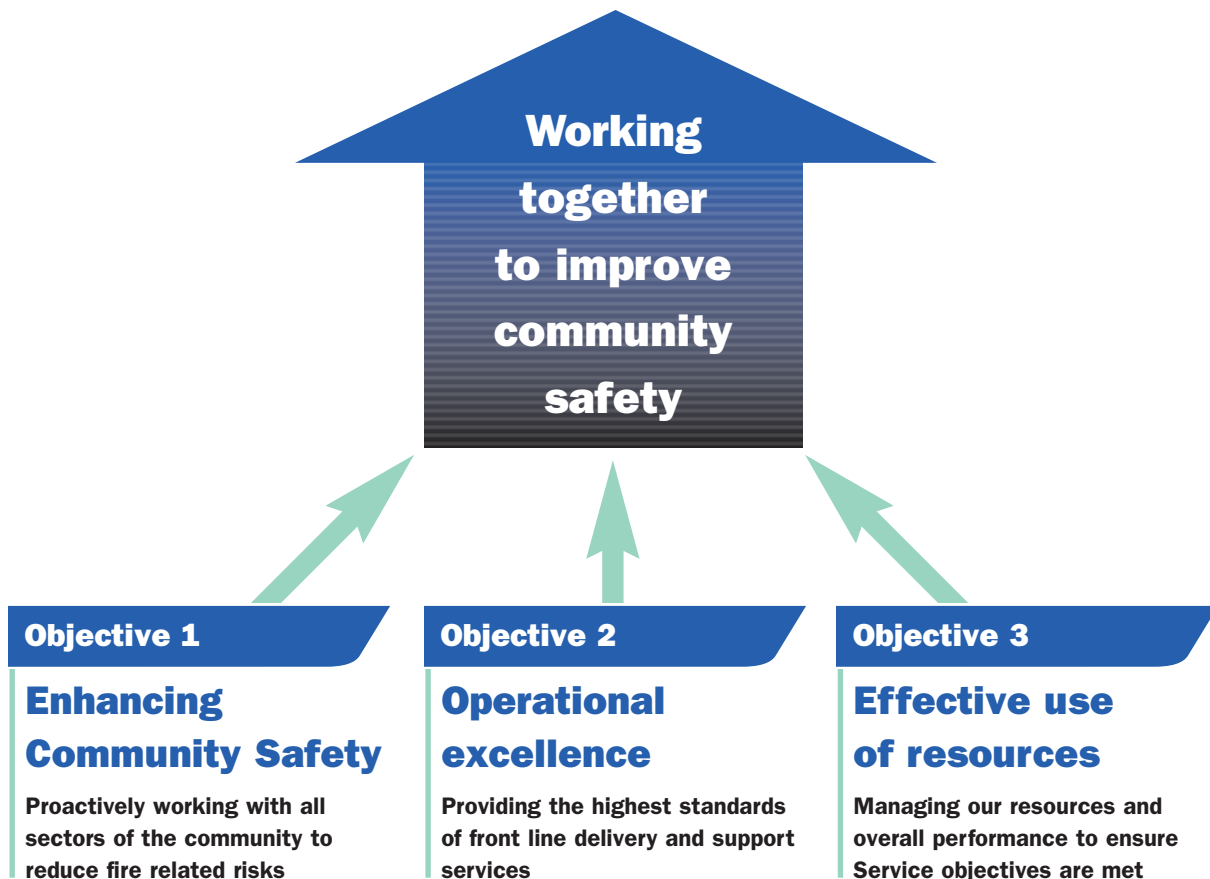 Working
together
to improve
community
safety
Objective 1
Enhancing
Community Safety
Proactively working with all
sectors of the community to
reduce fire related risks
Objective 2
Operational
excellence
Providing the highest standards
of front line delivery and support
services
Objective 3
Effective use
of resources
Managing our resources and
overall performance to ensure
Service objectives are met